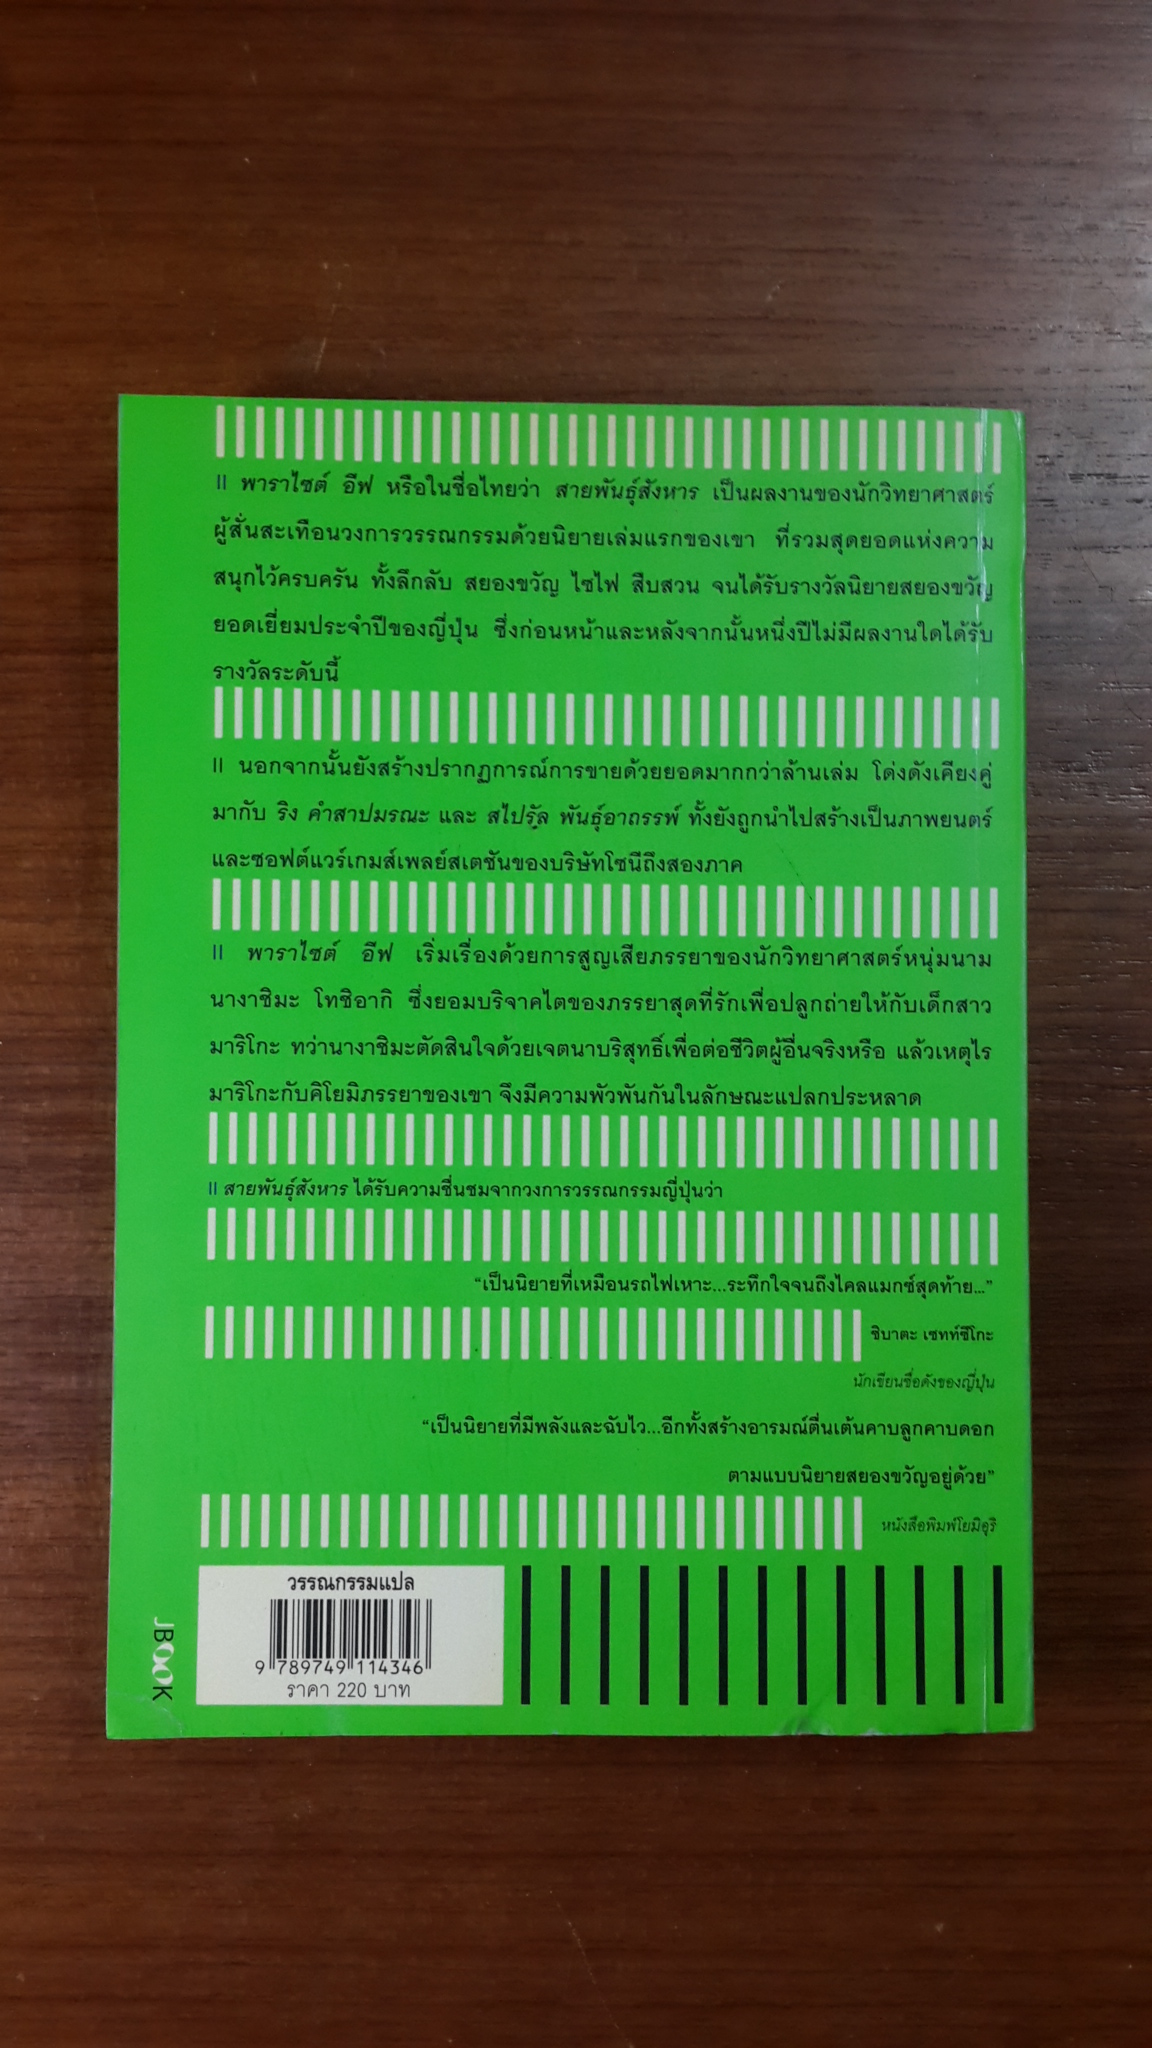 || พาราไซต์ อีฟ หรือในชื่อไทยว่า สายพันธุ์สังหาร เป็นผลงานของนักวิทยาศาสตร์
ผู้สั่นสะเทือนวงการวรรณกรรมด้วยนิยายเล่มแรกของเขา ที่รวมสุดยอดแห่งความ
สนุกไว้ครบครัน ทั้งลึกลับ สยองขวัญ ไซไฟ สืบสวน จนได้รับรางวัลนิยายสยองขวัญ
ยอดเยี่ยมประจำปีของญี่ปุ่น ซึ่งก่อนหน้าและหลังจากนั้นหนึ่งปีไม่มีผลงานใดได้รับ
รางวัลระดับนี้
|| นอกจากนั้นยังสร้างปรากฏการณ์การขายด้วยยอดมากกว่าล้านเล่ม โด่งดังเคียงคู่
มากับ ริง คำสาปมรณะ และ สไปรัล พันธุ์อาถรรพ์ ทั้งยังถูกนำไปสร้างเป็นภาพยนตร์
และซอฟต์แวร์เกมส์เพลย์สเตชันของบริษัทโซนีถึงสองภาค
|| พาราไซต์ อีฟ เริ่มเรื่องด้วยการสูญเสียภรรยาของนักวิทยาศาสตร์หนุ่มนาม
นางาชิมะ โทชิอากิ ซึ่งยอมบริจาคไตของภรรยาสุดที่รักเพื่อปลูกถ่ายให้กับเด็กสาว
มาริโกะ ทว่านางาชิมะตัดสินใจด้วยเจตนาบริสุทธิ์เพื่อต่อชีวิตผู้อื่นจริงหรือ แล้วเหตุไร
มาริโกะกับคิโยมิภรรยาของเขา จึงมีความพัวพันกันในลักษณะแปลกประหลาด
|| สายพันธุ์สังหาร ได้รับความชื่นชมจากวงการวรรณกรรมญี่ปุ่นว่า
“เป็นนิยายที่เหมือนรถไฟเหาะ...ระทึกใจจนถึงไคลแมกซ์สุดท้าย...”
ชิบาตะ เซทท์ซึโกะ
นักเขียนชื่อดังของญี่ปุ่น
“เป็นนิยายที่มีพลังและฉับไว...อีกทั้งสร้างอารมณ์ตื่นเต้นคาบลูกคาบดอก
ตามแบบนิยายสยองขวัญอยู่ด้วย”
หนังสือพิมพ์โยมิอุริ
วรรณกรรมแปล
9 789749 114346
ราคา 220 บาท
JBOOK